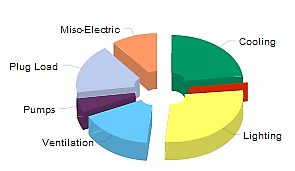 Misc-Electric
Cooling
Plug Load
Pumps
Ventilation
Lighting